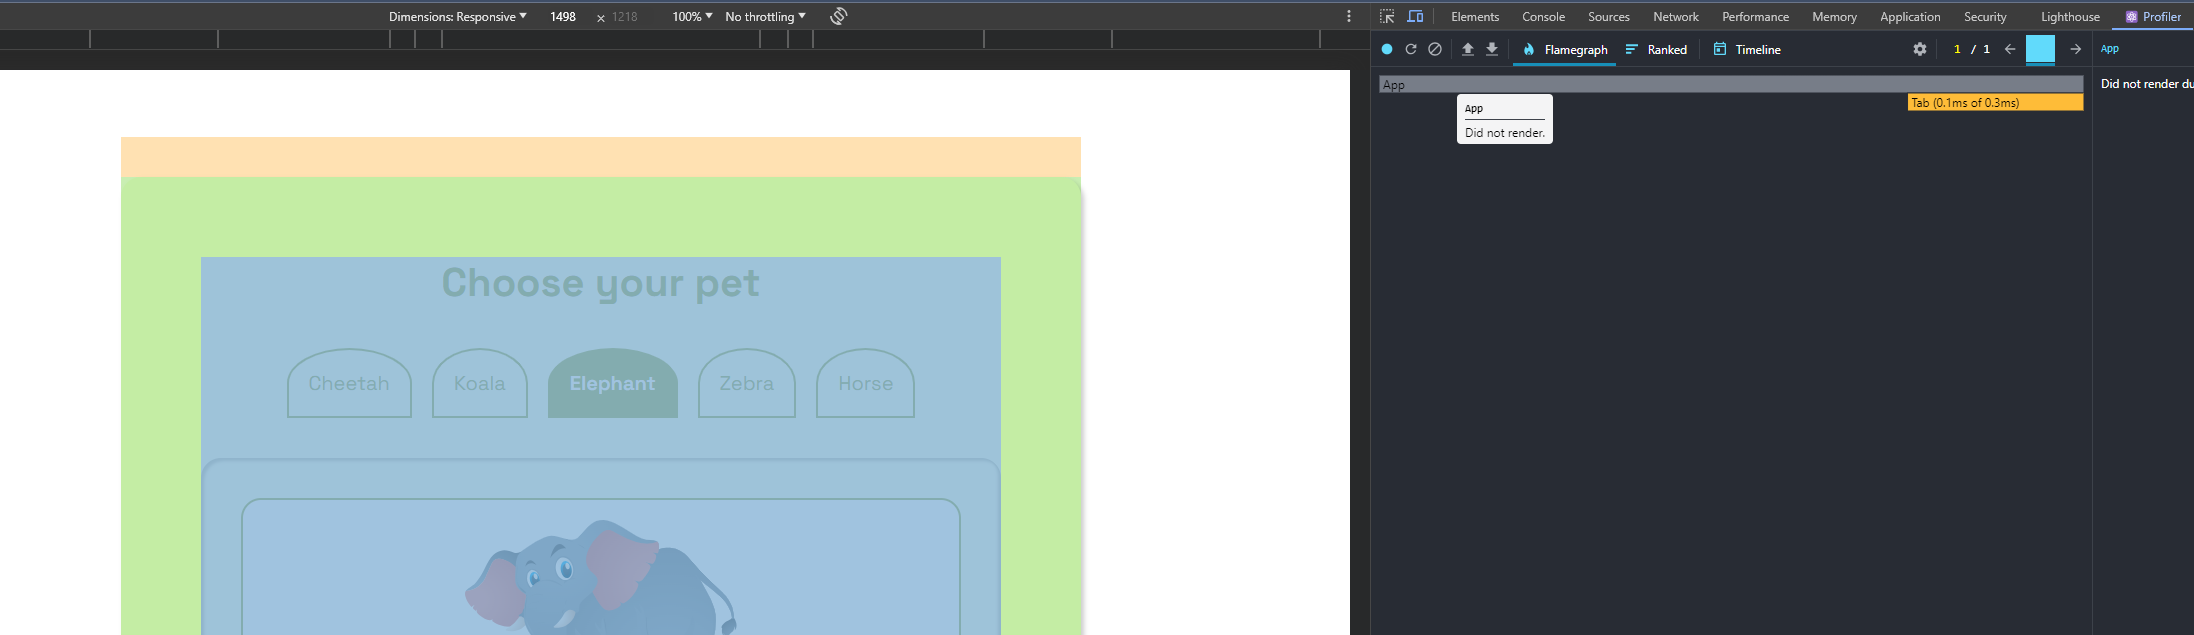 Dimensions: Responsive 1498 × 1218 100% No throttling
Elements Console Sources Network Performance Memory Application Security Lighthouse Profiler
Flamegraph Ranked Timeline 1 / 1 App
App
Did not render du
Tab (0.1ms of 0.3ms)
App
Did not render.
Choose your pet
Cheetah Koala Elephant Zebra Horse